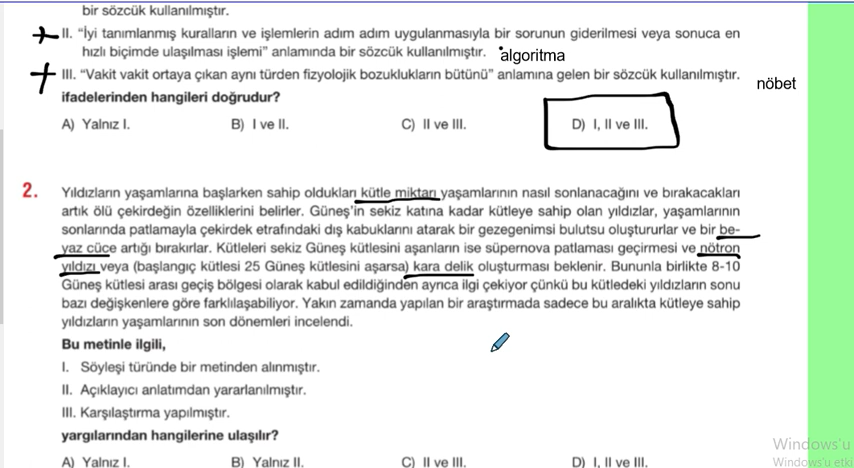 bir sözcük kullanılmıştır.
II. “İyi tanımlanmış kuralların ve işlemlerin adım adım uygulanmasıyla bir sorunun giderilmesi veya sonuca en
hızlı biçimde ulaşılması işlemi” anlamında bir sözcük kullanılmıştır.
algoritma
III. “Vakit vakit ortaya çıkan aynı türden fizyolojik bozuklukların bütünü” anlamına gelen bir sözcük kullanılmıştır.
nöbet
ifadelerinden hangileri doğrudur?
A) Yalnız I. B) I ve II. C) II ve III. D) I, II ve III.
2. Yıldızların yaşamlarına başlarken sahip oldukları kütle miktarı yaşamlarının nasıl sonlanacağını ve bırakacakları
artık ölü çekirdeğin özelliklerini belirler. Güneş’in sekiz katına kadar kütleye sahip olan yıldızlar, yaşamlarının
sonlarında patlamayla çekirdek etrafındaki dış kabuklarını atarak bir gezegenimsi bulutsu oluştururlar ve bir be-
yaz cüce artığı bırakırlar. Kütleleri sekiz Güneş kütlesini aşanların ise süpernova patlaması geçirmesi ve nötron
yıldızı veya (başlangıç kütlesi 25 Güneş kütlesini aşarsa) kara delik oluşturması beklenir. Bununla birlikte 8-10
Güneş kütlesi arası geçiş bölgesi olarak kabul edildiğinden ayrıca ilgi çekiyor çünkü bu kütledeki yıldızların sonu
bazı değişkenlere göre farklılaşabiliyor. Yakın zamanda yapılan bir araştırmada sadece bu aralıkta kütleye sahip
yıldızların yaşamlarının son dönemleri incelendi.
Bu metinle ilgili,
I. Söyleşi türünde bir metinden alınmıştır.
II. Açıklayıcı anlatımdan yararlanılmıştır.
III. Karşılaştırma yapılmıştır.
yargılarından hangilerine ulaşılır?
A) Yalnız I. B) Yalnız II. C) II ve III. D) I, II ve III.
Windows'u
Windows'u etki